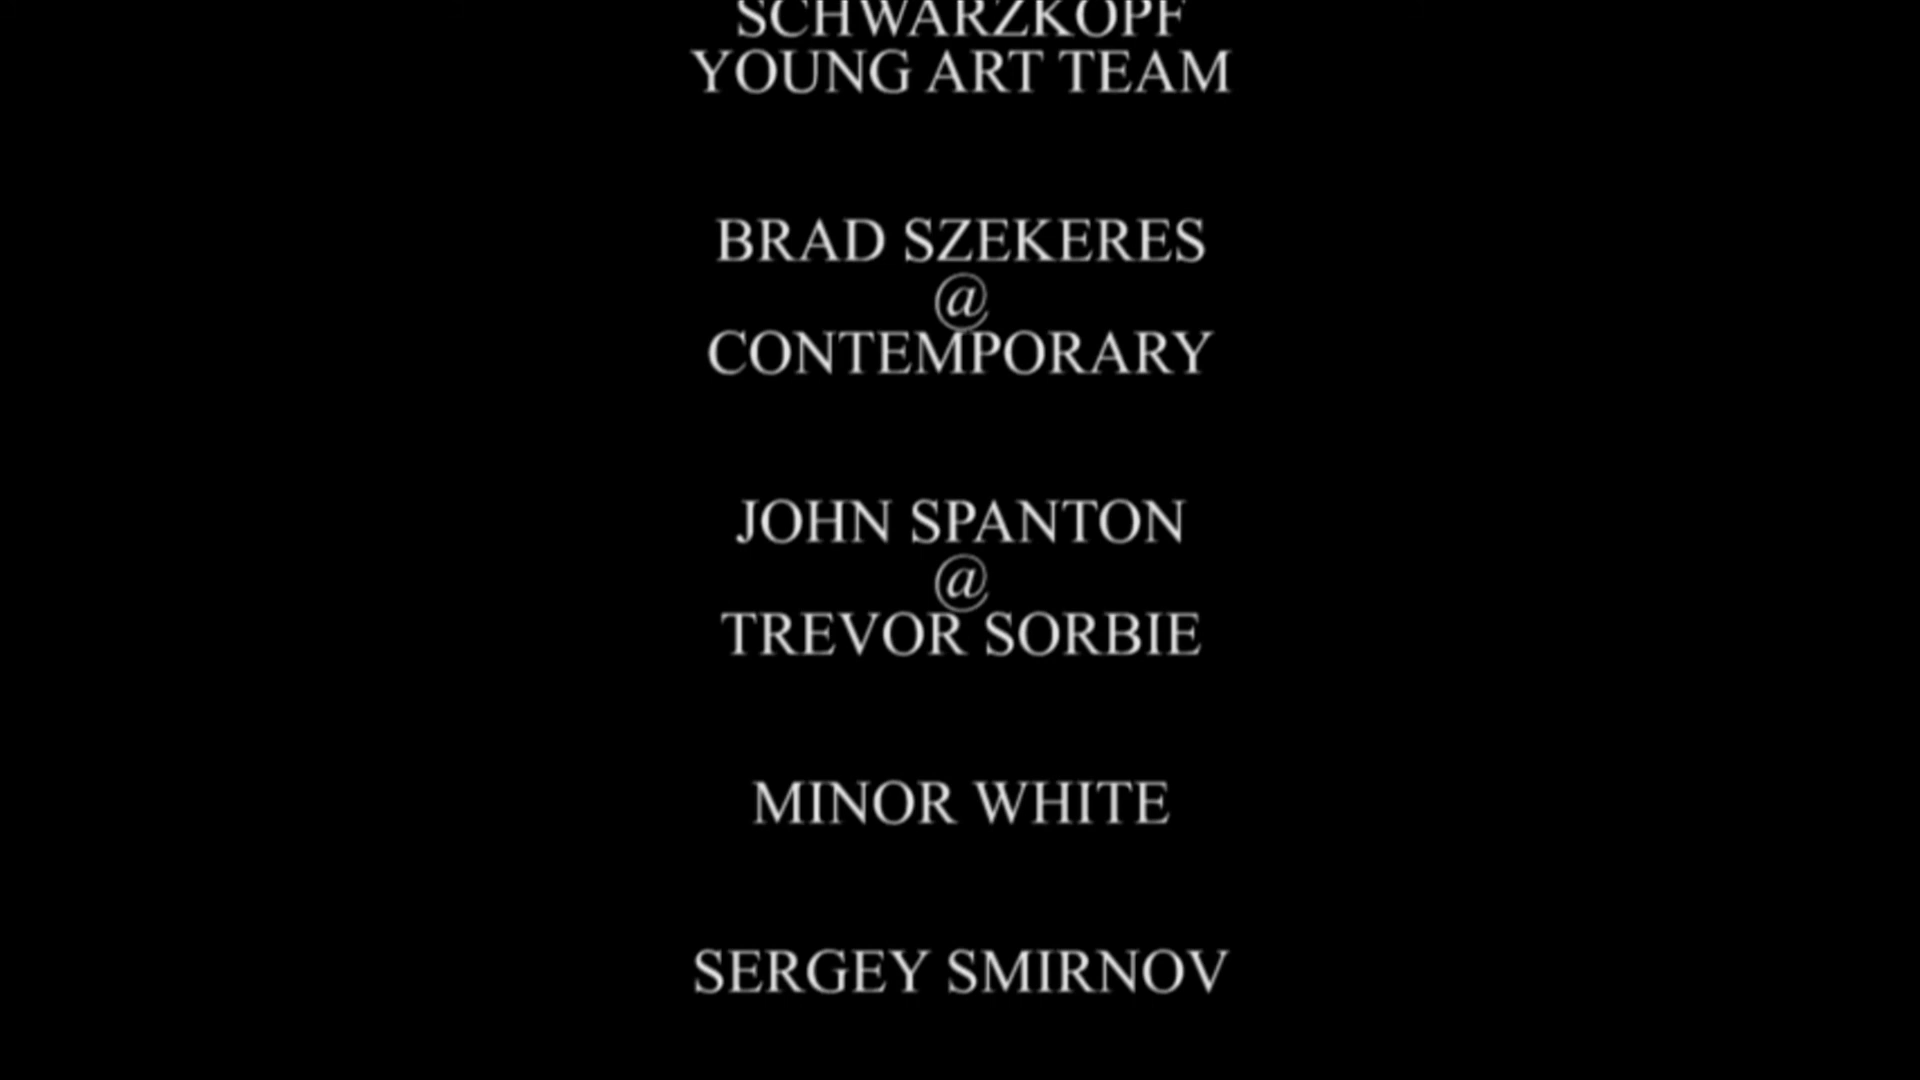 SCHWARZKOPF
YOUNG ART TEAM
BRAD SZEKERES
@
CONTEMPORARY
JOHN SPANTON
@
TREVOR SORBIE
MINOR WHITE
SERGEY SMIRNOV